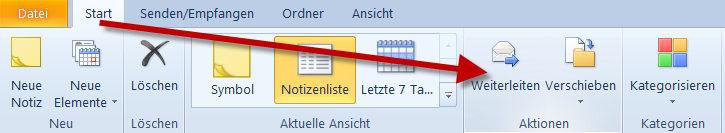 Datei Start Senden/Empfangen Ordner Ansicht
Neue Notiz
Neue Elemente
Neu
Löschen
Löschen
Symbol
Notizenliste
Letzte 7 Ta...
Aktuelle Ansicht
Weiterleiten
Verschieben
Aktionen
Kategorisieren
Kategorien